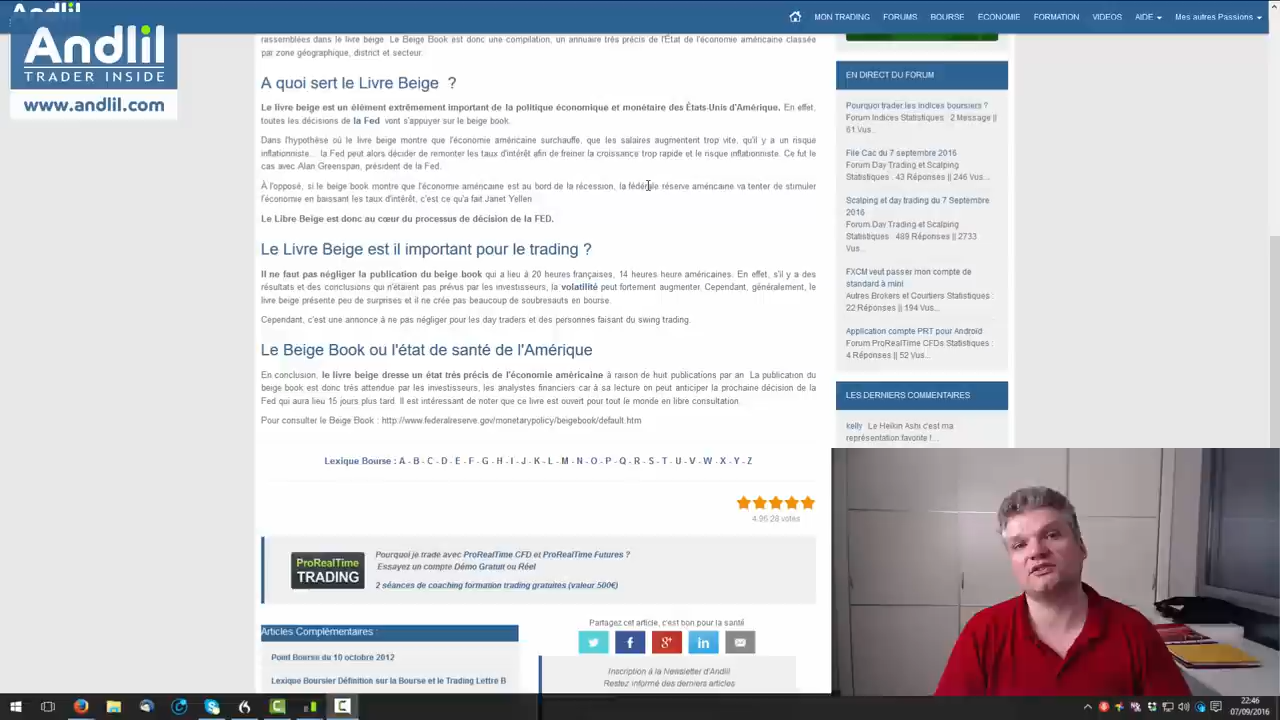 Andlil
MON TRADING FORUMS BOURSE ECONOMIE FORMATION VIDEOS AIDE Mes autres Passions
Andlil
TRADER INSIDE
www.andlil.com
rassemblées dans le livre beige. Le Beige Book est donc une compilation, un annuaire très précis de l'État de l'économie américaine classée
par zone géographique, district et secteur.
A quoi sert le Livre Beige ?
Le livre beige est un élément extrêmement important de la politique économique et monétaire des États-Unis d'Amérique. En effet,
toutes les décisions de la Fed vont s'appuyer sur le beige book.
Dans l'hypothèse où le livre beige montre que l'économie américaine surchauffe, que les salaires augmentent trop vite, qu'il y a un risque
inflationniste... la Fed peut alors décider de remonter les taux d'intérêt afin de freiner la croissance trop rapide et le risque inflationniste. Ce fut le
cas avec Alan Greenspan, président de la Fed.
À l'opposé, si le beige book montre que l'économie américaine est au bord de la récession, la fédérale réserve américaine va tenter de stimuler
l'économie en baissant les taux d'intérêt, c'est ce qu'a fait Janet Yellen
Le Libre Beige est donc au cœur du processus de décision de la FED.
Le Livre Beige est il important pour le trading ?
Il ne faut pas négliger la publication du beige book qui a lieu à 20 heures françaises, 14 heures heure américaines. En effet, s'il y a des
résultats et des conclusions qui n'étaient pas prévus par les investisseurs, la volatilité peut fortement augmenter. Cependant, généralement, le
livre beige présente peu de surprises et il ne crée pas beaucoup de soubresauts en bourse.
Cependant, c'est une annonce à ne pas négliger pour les day traders et des personnes faisant du swing trading.
Le Beige Book ou l'état de santé de l'Amérique
En conclusion, le livre beige dresse un état très précis de l'économie américaine à raison de huit publications par an. La publication du
beige book est donc très attendue par les investisseurs, les analystes financiers car à sa lecture on peut anticiper la prochaine décision de la
Fed qui aura lieu 15 jours plus tard. Il est intéressant de noter que ce livre est ouvert pour tout le monde en libre consultation.
Pour consulter le Beige Book : http://www.federalreserve.gov/monetarypolicy/beigebook/default.htm
Lexique Bourse : A - B - C - D - E - F - G - H - I - J - K - L - M - N - O - P - Q - R - S - T - U - V - W - X - Y - Z
4.96 28 votes
ProRealTime
TRADING
Pourquoi je trade avec ProRealTime CFD et ProRealTime Futures ?
Essayez un compte Démo Gratuit ou Réel
2 séances de coaching formation trading gratuites (valeur 500€)
Articles Complémentaires :
Point Bourse du 10 octobre 2012
Lexique Boursier Définition sur la Bourse et le Trading Lettre B
Partagez cet article, c'est bon pour la santé
Inscription à la Newsletter d'Andlil
Restez informé des derniers articles
EN DIRECT DU FORUM
Pourquoi trader les indices boursiers ?
Forum Indices Statistiques : 2 Message ||
61 Vus...
File Cac du 7 septembre 2016
Forum Day Trading et Scalping
Statistiques : 43 Réponses || 246 Vus...
Scalping et day trading du 7 Septembre
2016
Forum Day Trading et Scalping
Statistiques : 489 Réponses || 2733
Vus...
FXCM veut passer mon compte de
standard à mini
Autres Brokers et Courtiers Statistiques :
22 Réponses || 194 Vus...
Application compte PRT pour Android
Forum ProRealTime CFDs Statistiques :
4 Réponses || 52 Vus...
LES DERNIERS COMMENTAIRES
kelly Le Heikin Ashi c'est ma
représentation favorite !...
22:46
07/09/2016